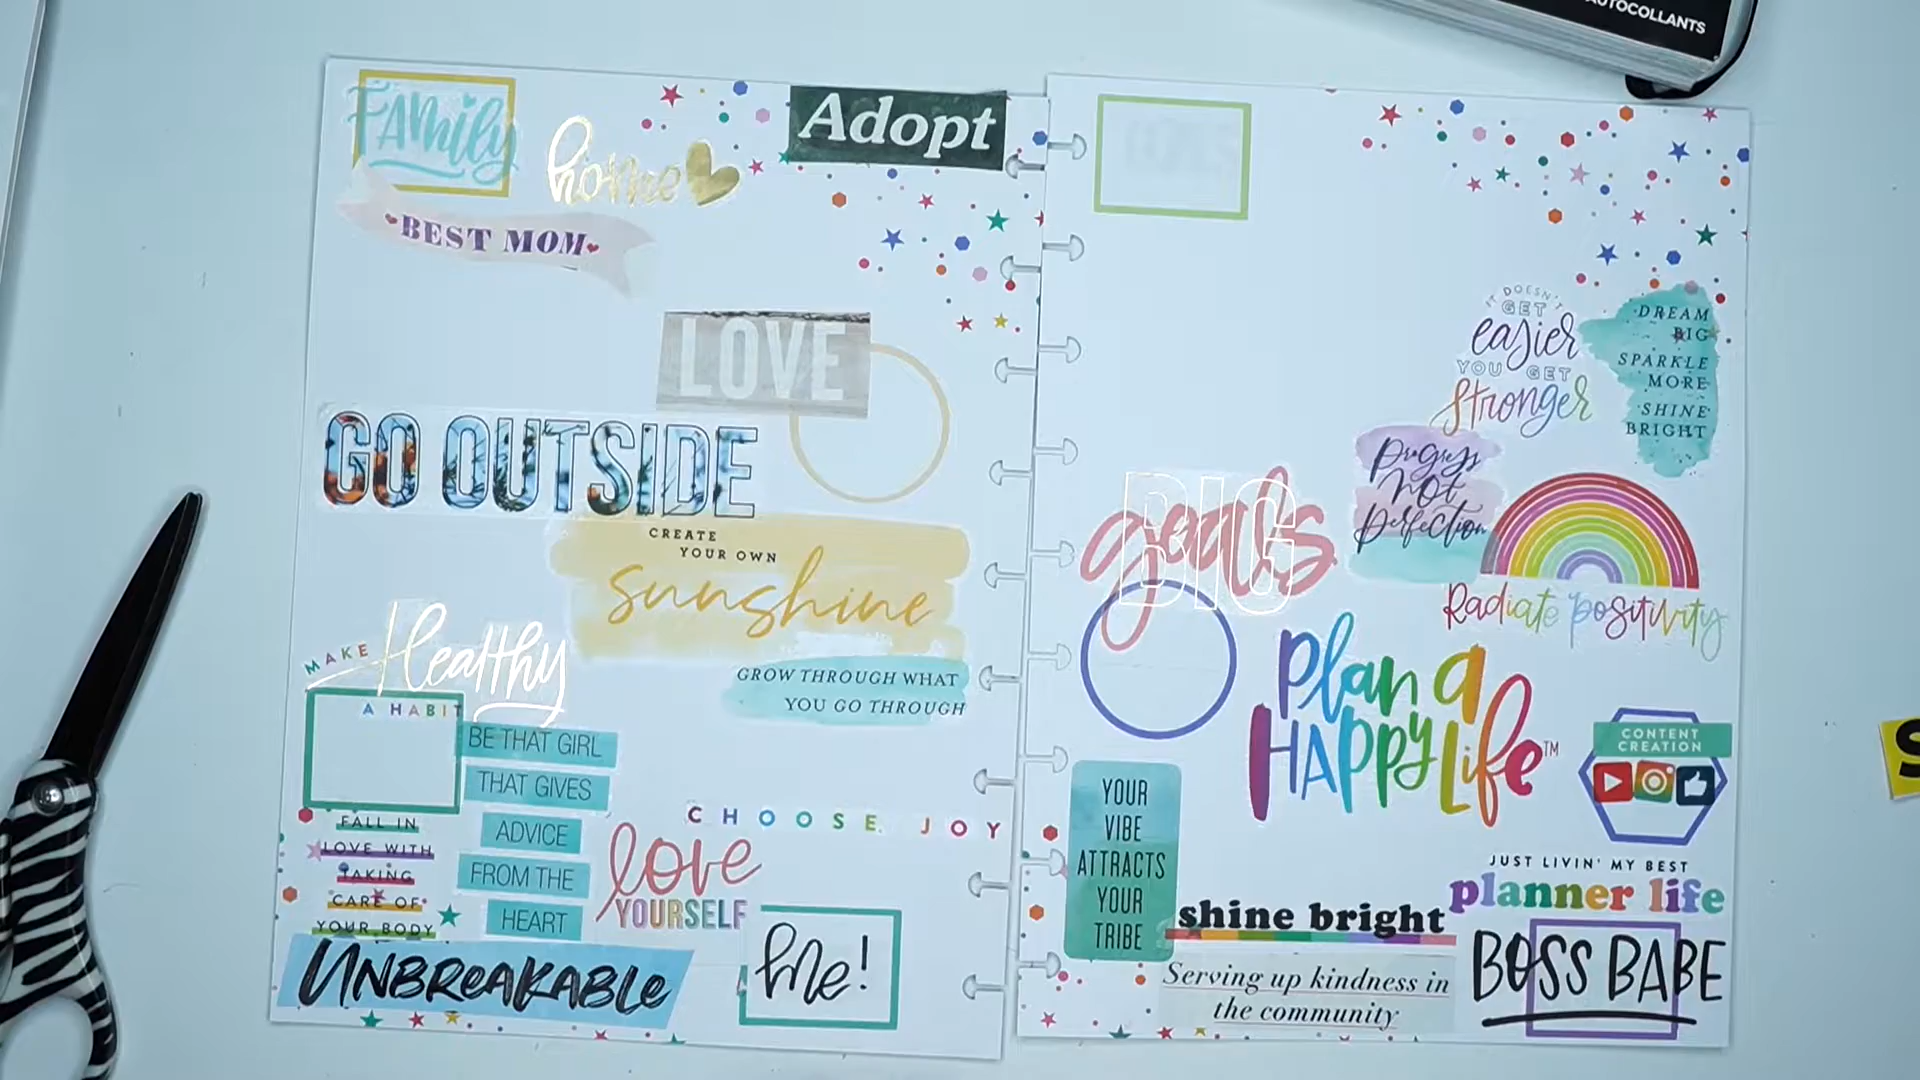 AUTOCOLLANTS
FAMILY
home
Adopt
BEST MOM
LOVE
GO OUTSIDE
CREATE
YOUR OWN
sunshine
MAKE
Healthy
A HABIT
GROW THROUGH WHAT
YOU GO THROUGH
BE THAT GIRL
THAT GIVES
ADVICE
FROM THE
HEART
FALL IN
LOVE WITH
TAKING
CARE OF
YOUR BODY
CHOOSE JOY
love
YOURSELF
UNBREAKABLE
me!
IT DOESN'T
GET
easier
YOU GET
stronger
DREAM
BIG
SPARKLE
MORE
SHINE
BRIGHT
progress
not
perfection
BIG
goals
Radiate positivity
plan a
HAPPY Life™
CONTENT
CREATION
YOUR
VIBE
ATTRACTS
YOUR
TRIBE
JUST LIVIN' MY BEST
planner life
shine bright
BOSS BABE
Serving up kindness in
the community